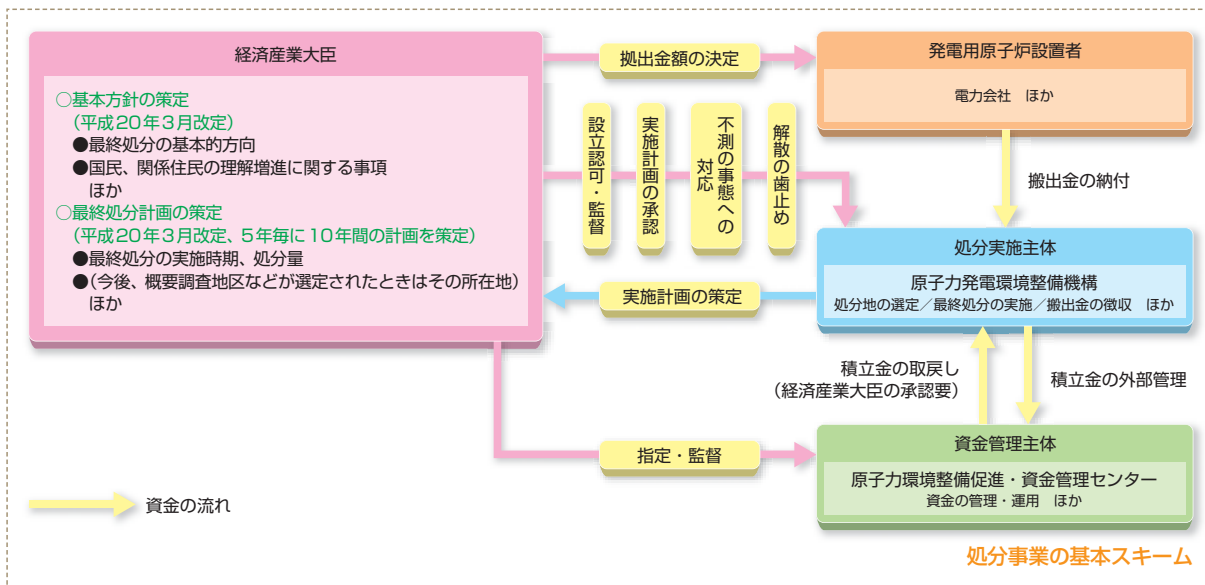 経済産業大臣
○基本方針の策定
(平成20年3月改定)
●最終処分の基本的方向
●国民、関係住民の理解増進に関する事項
ほか
○最終処分計画の策定
(平成20年3月改定、5年毎に10年間の計画を策定)
●最終処分の実施時期、処分量
●(今後、概要調査地区などが選定されたときはその所在地)
ほか
拠出金額の決定
発電用原子炉設置者
電力会社 ほか
設立認可・監督
実施計画の承認
不測の事態への
対応
解散の歯止め
搬出金の納付
処分実施主体
原子力発電環境整備機構
処分地の選定/最終処分の実施/搬出金の徴収 ほか
実施計画の策定
積立金の取戻し
(経済産業大臣の承認要)
積立金の外部管理
指定・監督
資金管理主体
原子力環境整備促進・資金管理センター
資金の管理・運用 ほか
資金の流れ
処分事業の基本スキーム